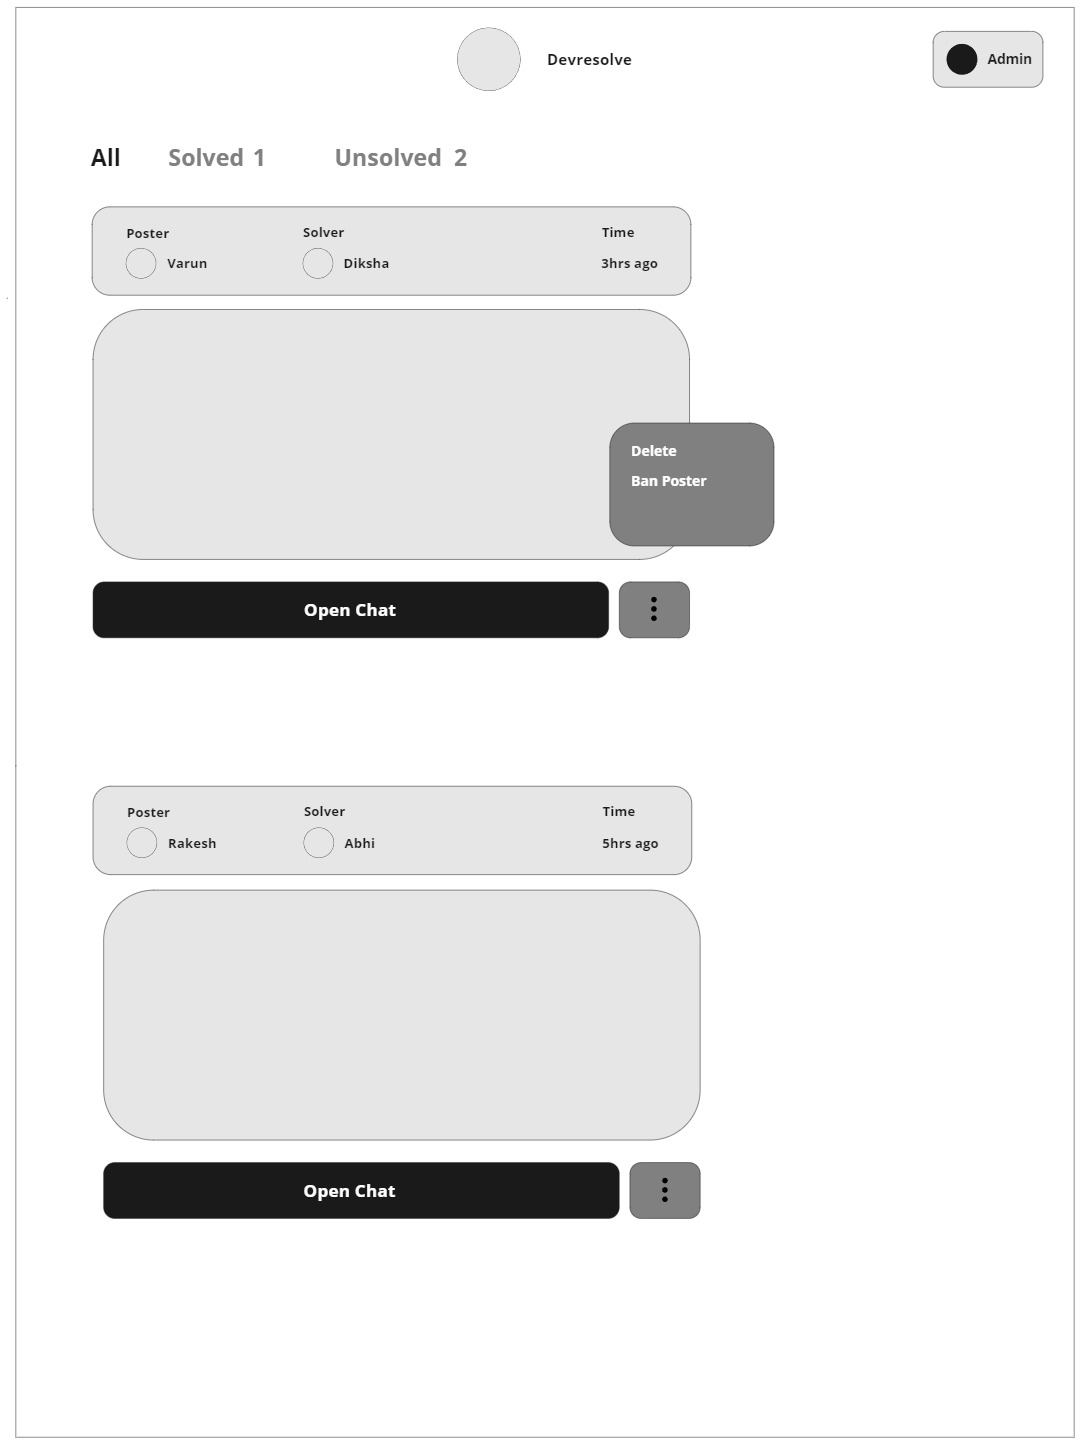 Devresolve
Admin
All Solved 1 Unsolved 2
Poster Solver Time
Varun Diksha 3hrs ago
Delete
Ban Poster
Open Chat
Poster Solver Time
Rakesh Abhi 5hrs ago
Open Chat